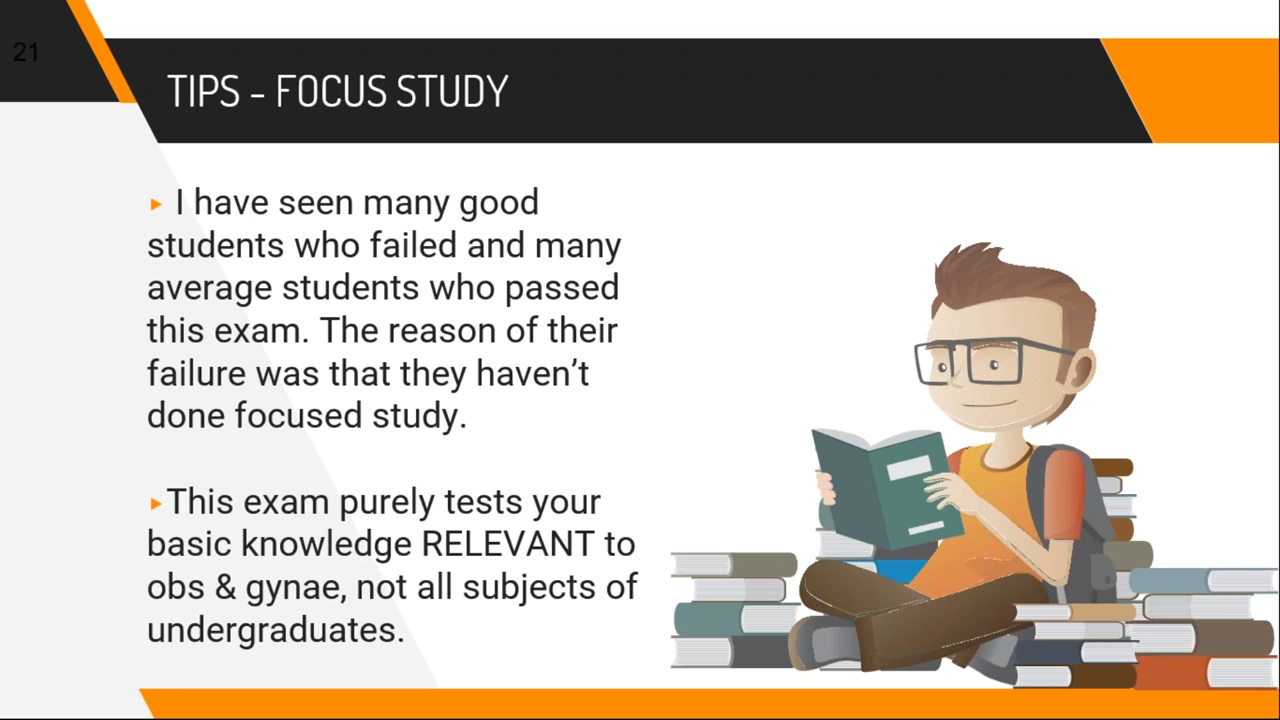 21
TIPS - FOCUS STUDY
▸ I have seen many good
students who failed and many
average students who passed
this exam. The reason of their
failure was that they haven’t
done focused study.
▸This exam purely tests your
basic knowledge RELEVANT to
obs & gynae, not all subjects of
undergraduates.